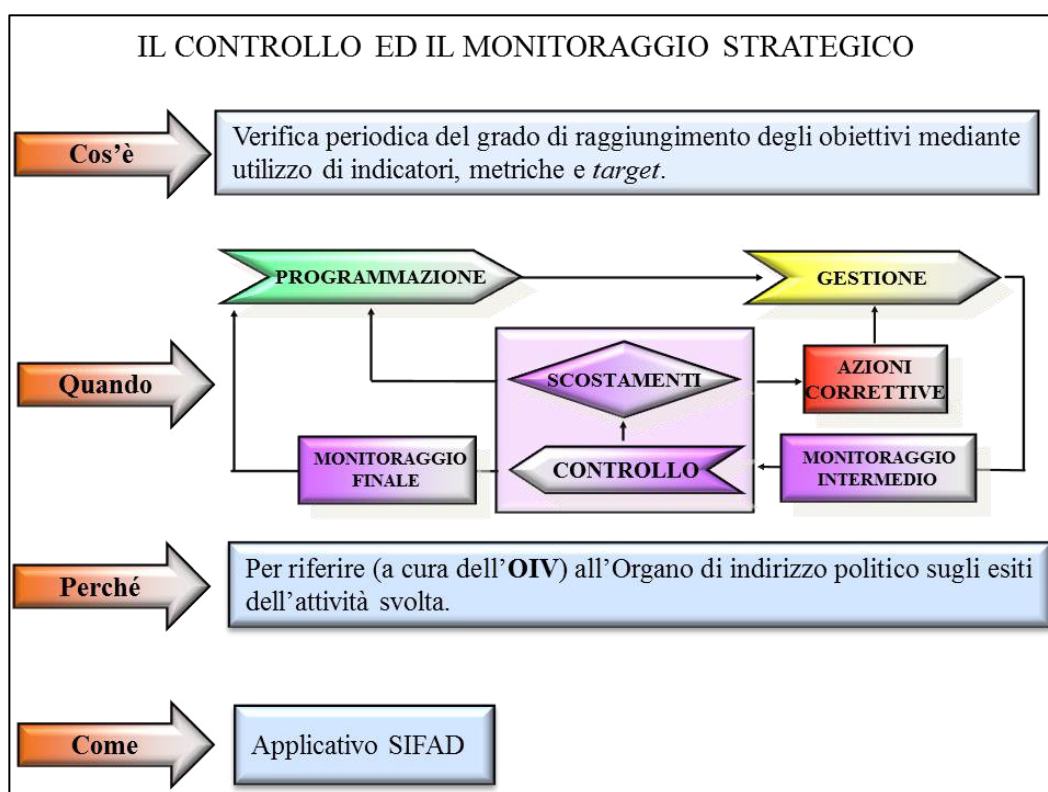 IL CONTROLLO ED IL MONITORAGGIO STRATEGICO
Cos’è
Verifica periodica del grado di raggiungimento degli obiettivi mediante
utilizzo di indicatori, metriche e target.
Quando
PROGRAMMAZIONE
GESTIONE
SCOSTAMENTI
AZIONI
CORRETTIVE
MONITORAGGIO
FINALE
CONTROLLO
MONITORAGGIO
INTERMEDIO
Perché
Per riferire (a cura dell’OIV) all’Organo di indirizzo politico sugli esiti
dell’attività svolta.
Come
Applicativo SIFAD